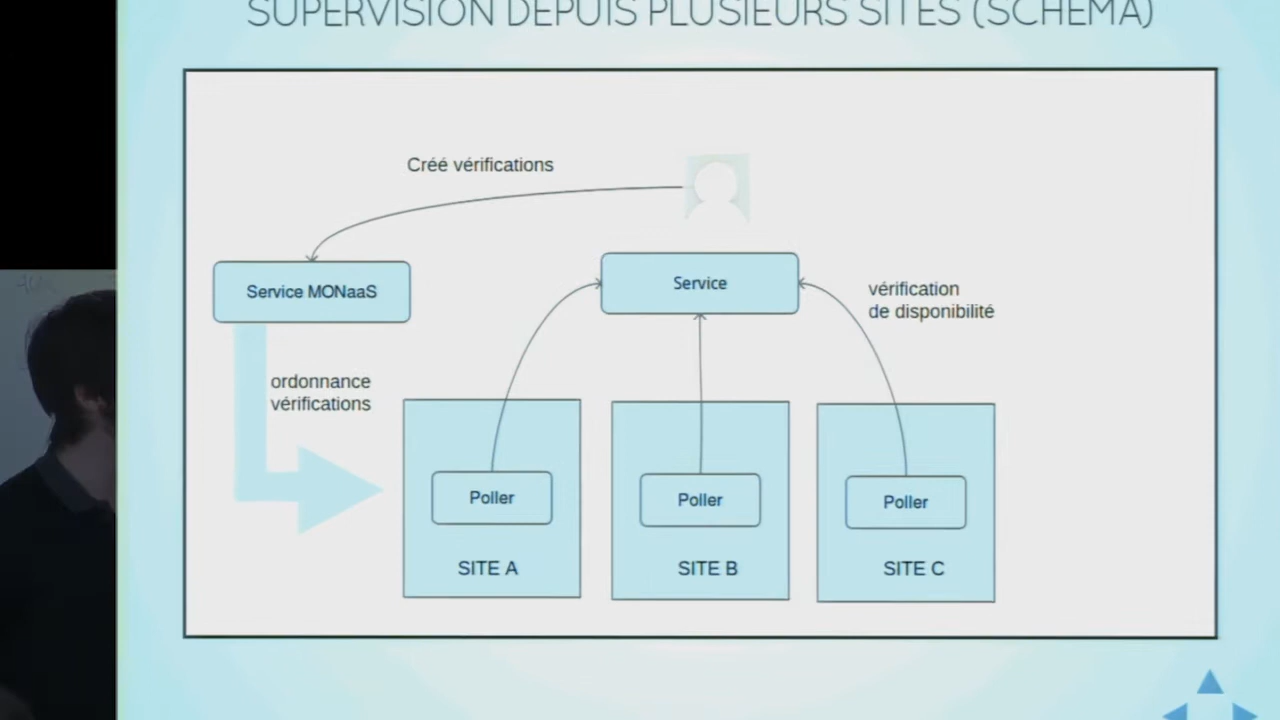 SUPERVISION DEPUIS PLUSIEURS SITES (SCHÉMA)
Créé vérifications
Service MONaaS
Service
vérification
de disponibilité
ordonnance
vérifications
Poller
Poller
Poller
SITE A
SITE B
SITE C